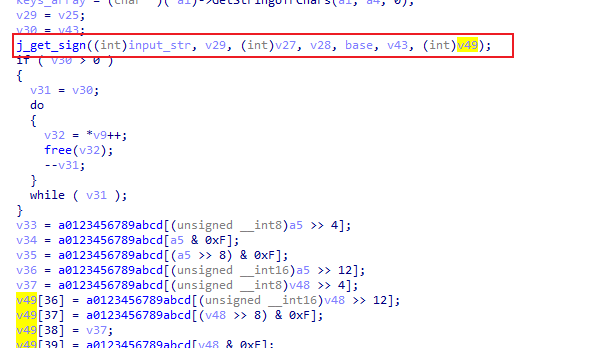 keys_array = (char *)(*a1)->GetStringUTFChars(a1, a4, 0);
v29 = v25;
v30 = v43;
j_get_sign((int)input_str, v29, (int)v27, v28, base, v43, (int)v49);
if ( v30 > 0 )
{
v31 = v30;
do
{
v32 = *v9++;
free(v32);
--v31;
}
while ( v31 );
}
v33 = a0123456789abcd[(unsigned __int8)a5 >> 4];
v34 = a0123456789abcd[a5 & 0xF];
v35 = a0123456789abcd[(a5 >> 8) & 0xF];
v36 = a0123456789abcd[(unsigned __int16)a5 >> 12];
v37 = a0123456789abcd[(unsigned __int8)v48 >> 4];
v49[36] = a0123456789abcd[(unsigned __int16)v48 >> 12];
v49[37] = a0123456789abcd[(v48 >> 8) & 0xF];
v49[38] = v37;
v49[39] = a0123456789abcd[v48 & 0xF];